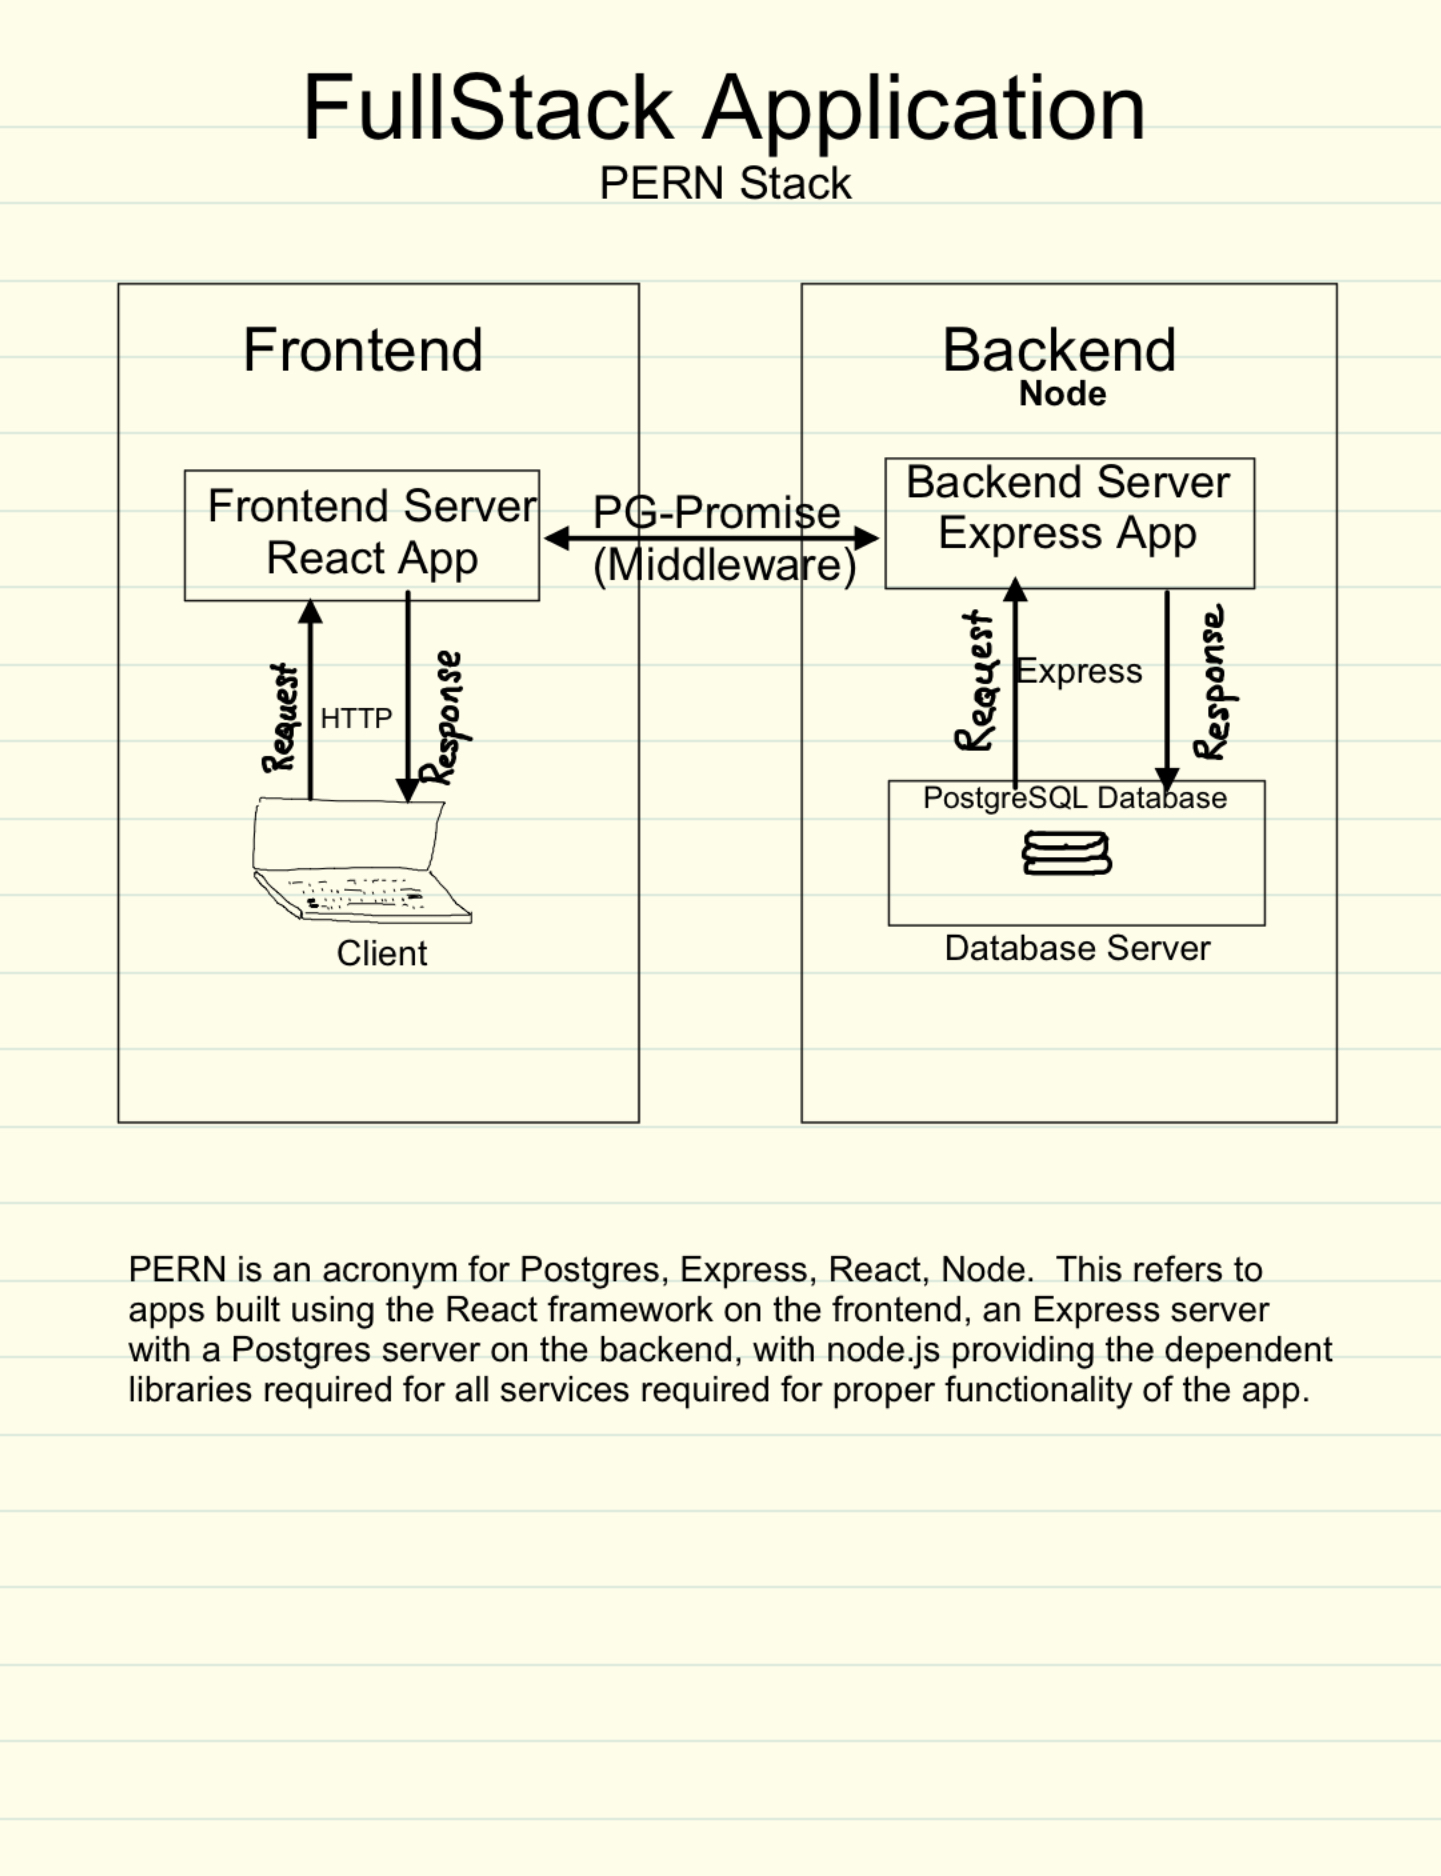 FullStack Application
PERN Stack
Frontend
Frontend Server
React App
Request
HTTP
Response
Client
PG-Promise
(Middleware)
Backend
Node
Backend Server
Express App
Request
Express
Response
PostgreSQL Database
Database Server
PERN is an acronym for Postgres, Express, React, Node.  This refers to
apps built using the React framework on the frontend, an Express server
with a Postgres server on the backend, with node.js providing the dependent
libraries required for all services required for proper functionality of the app.